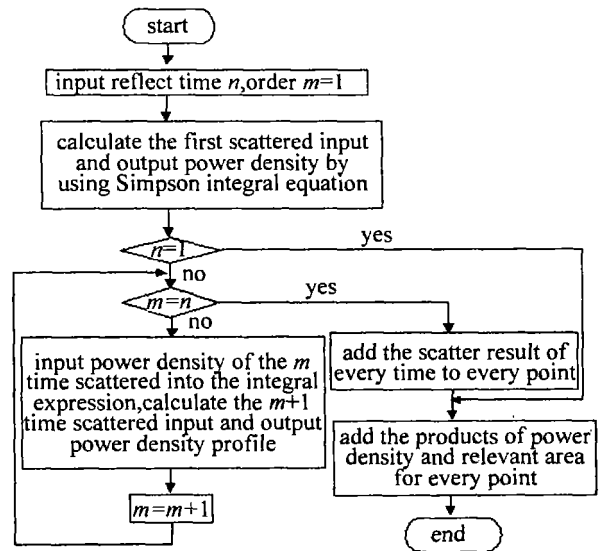 start
input reflect time n,order m=1
calculate the first scattered input
and output power density by
using Simpson integral equation
n=1
yes
no
m=n
yes
no
input power density of the m
time scattered into the integral
expression,calculate the m+1
time scattered input and output
power density profile
m=m+1
add the scatter result of
every time to every point
add the products of power
density and relevant area
for every point
end